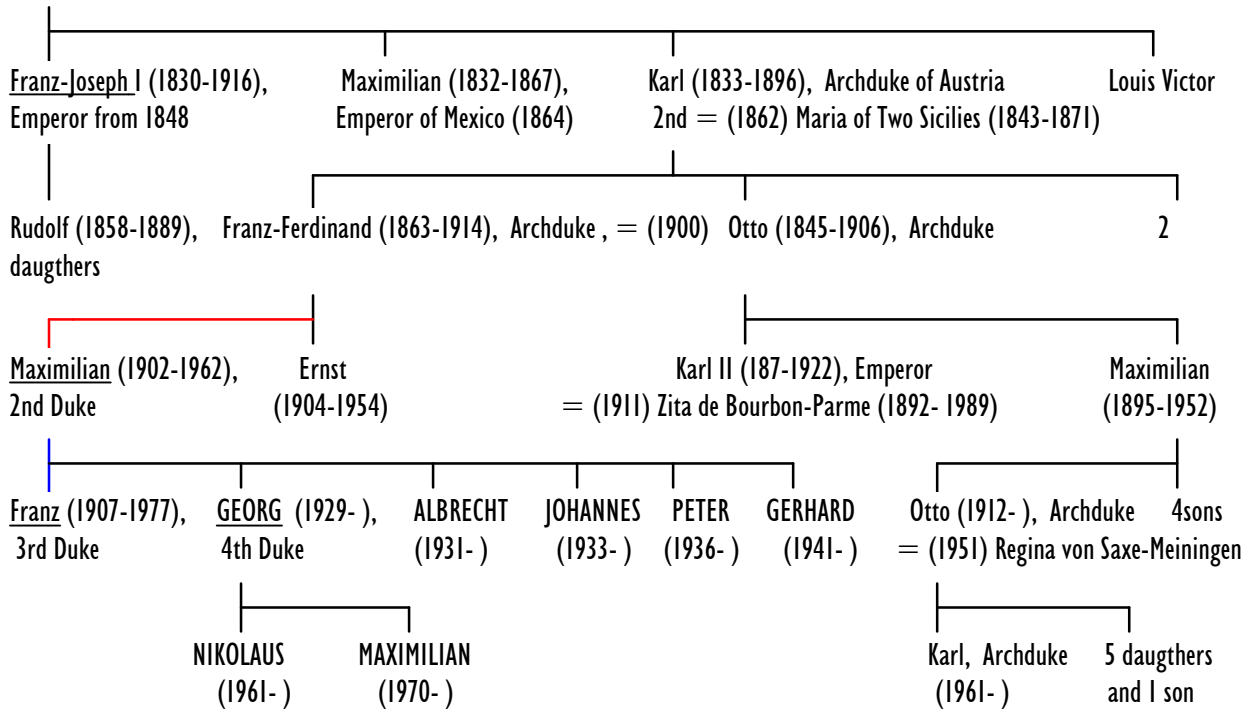 Franz-Joseph I (1830-1916), Maximilian (1832-1867), Karl (1833-1896), Archduke of Austria Louis Victor
Emperor from 1848 Emperor of Mexico (1864) 2nd = (1862) Maria of Two Sicilies (1843-1871)
Rudolf (1858-1889), Franz-Ferdinand (1863-1914), Archduke , = (1900) Otto (1845-1906), Archduke 2
daugthers
Maximilian (1902-1962), Ernst Karl II (187-1922), Emperor Maximilian
2nd Duke (1904-1954) = (1911) Zita de Bourbon-Parme (1892- 1989) (1895-1952)
Franz (1907-1977), GEORG (1929- ), ALBRECHT JOHANNES PETER GERHARD Otto (1912- ), Archduke 4sons
3rd Duke 4th Duke (1931- ) (1933- ) (1936- ) (1941- ) = (1951) Regina von Saxe-Meiningen
NIKOLAUS MAXIMILIAN Karl, Archduke 5 daugthers
(1961- ) (1970- ) (1961- ) and 1 son